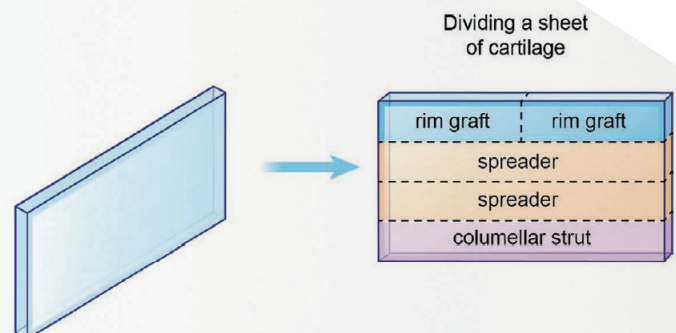 Dividing a sheet
of cartilage
rim graft
rim graft
spreader
spreader
columellar strut